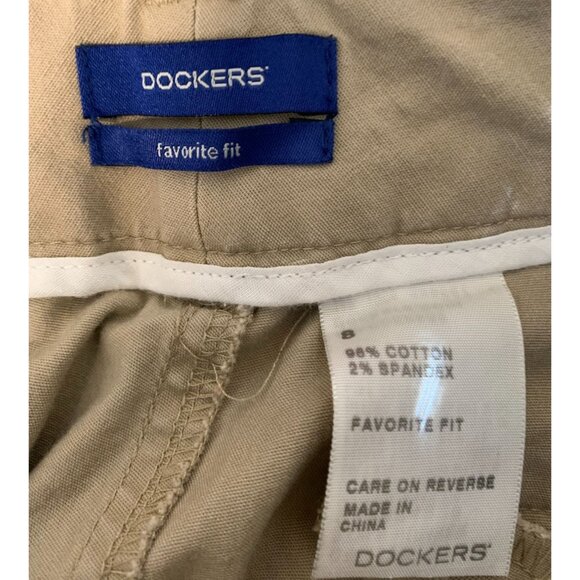 DOCKERS
favorite fit
8
98% COTTON
2% SPANDEX
FAVORITE FIT
CARE ON REVERSE
MADE IN
CHINA
DOCKERS